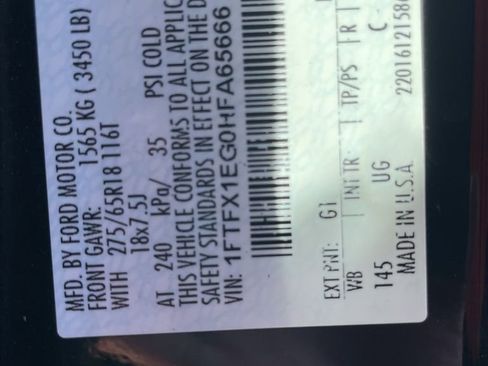 MFD. BY FORD MOTOR CO.
FRONT GAWR: 1565 KG ( 3450 LB)
WITH 275/65R18 116T
18x7.5J
AT 240 kPa/ 35 PSI COLD
THIS VEHICLE CONFORMS TO ALL APPLIC
SAFETY STANDARDS IN EFFECT ON THE D
VIN: 1FTFX1EG0HFA65666
EXT PNT: G1
WB INT TR: TP/PS R
145 UG C -
MADE IN U.S.A. 2201612158